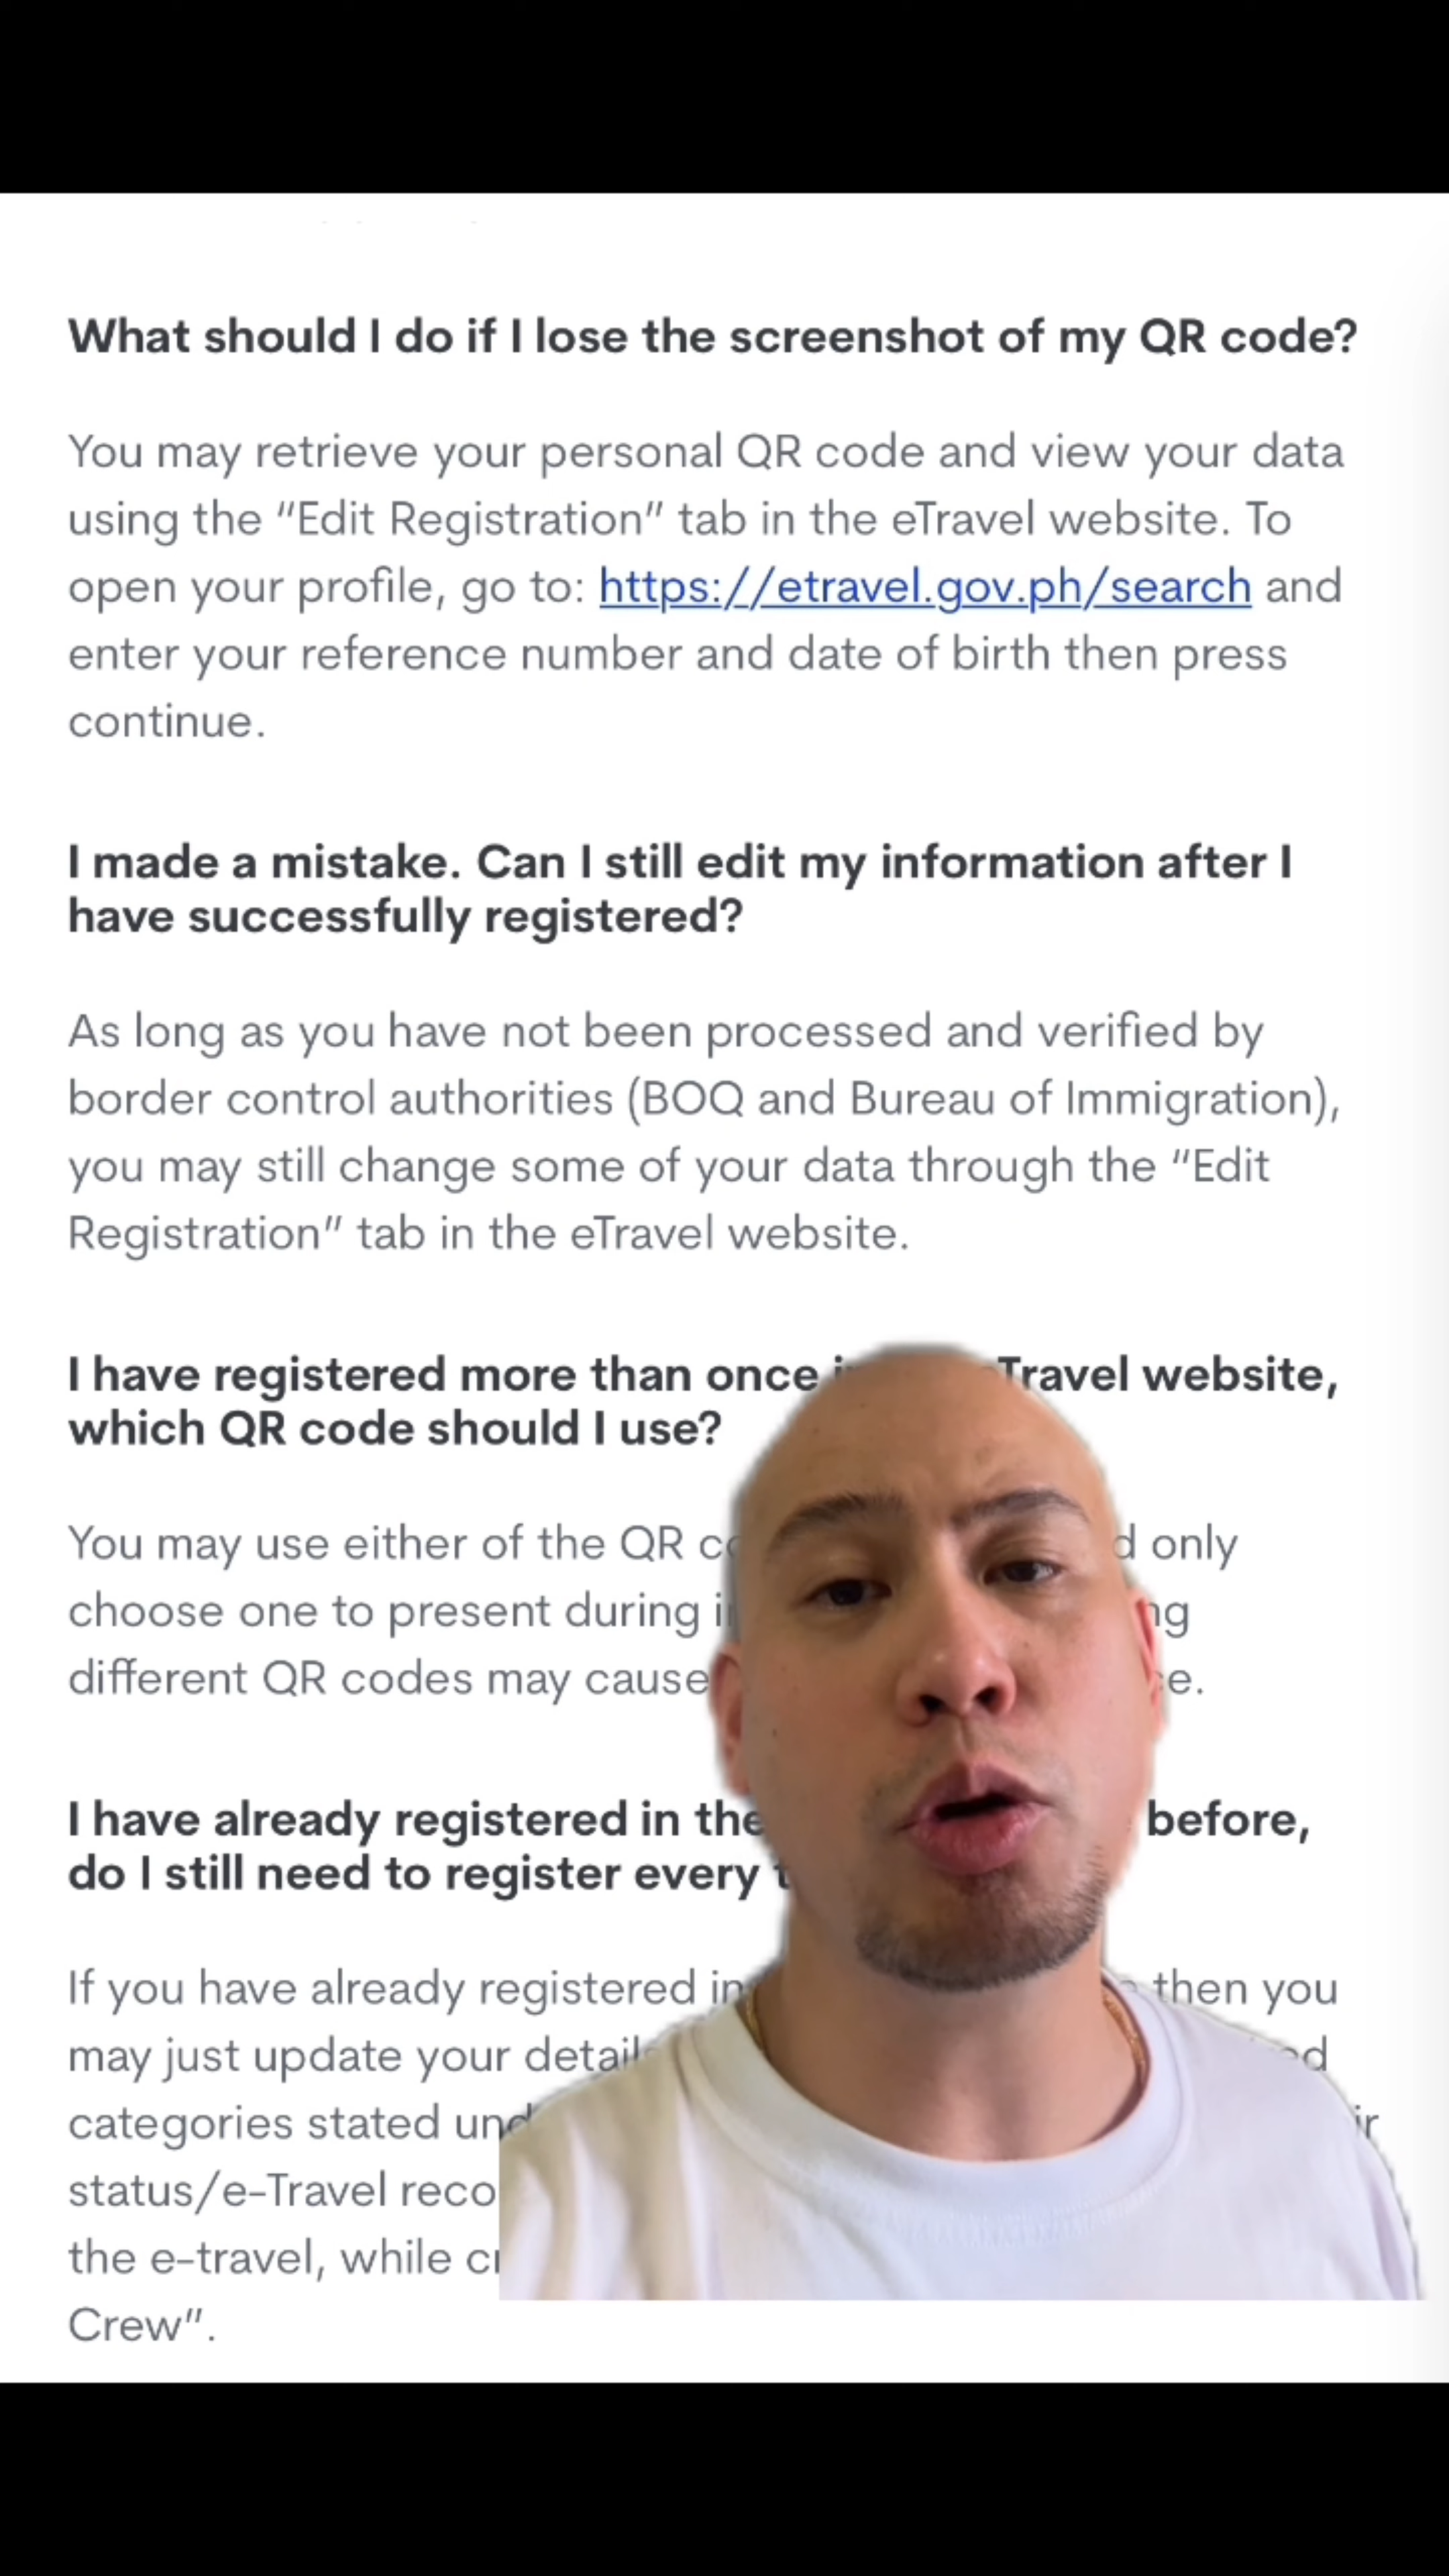 What should I do if I lose the screenshot of my QR code?
You may retrieve your personal QR code and view your data
using the “Edit Registration” tab in the eTravel website. To
open your profile, go to: https://etravel.gov.ph/search and
enter your reference number and date of birth then press
continue.
I made a mistake. Can I still edit my information after I
have successfully registered?
As long as you have not been processed and verified by
border control authorities (BOQ and Bureau of Immigration),
you may still change some of your data through the “Edit
Registration” tab in the eTravel website.
I have registered more than once Travel website,
which QR code should I use?
You may use either of the QR only
choose one to present during
different QR codes may cause
I have already registered in the before,
do I still need to register every
If you have already registered in then you
may just update your
categories stated
status/e-Travel
the e-travel, while
Crew”.